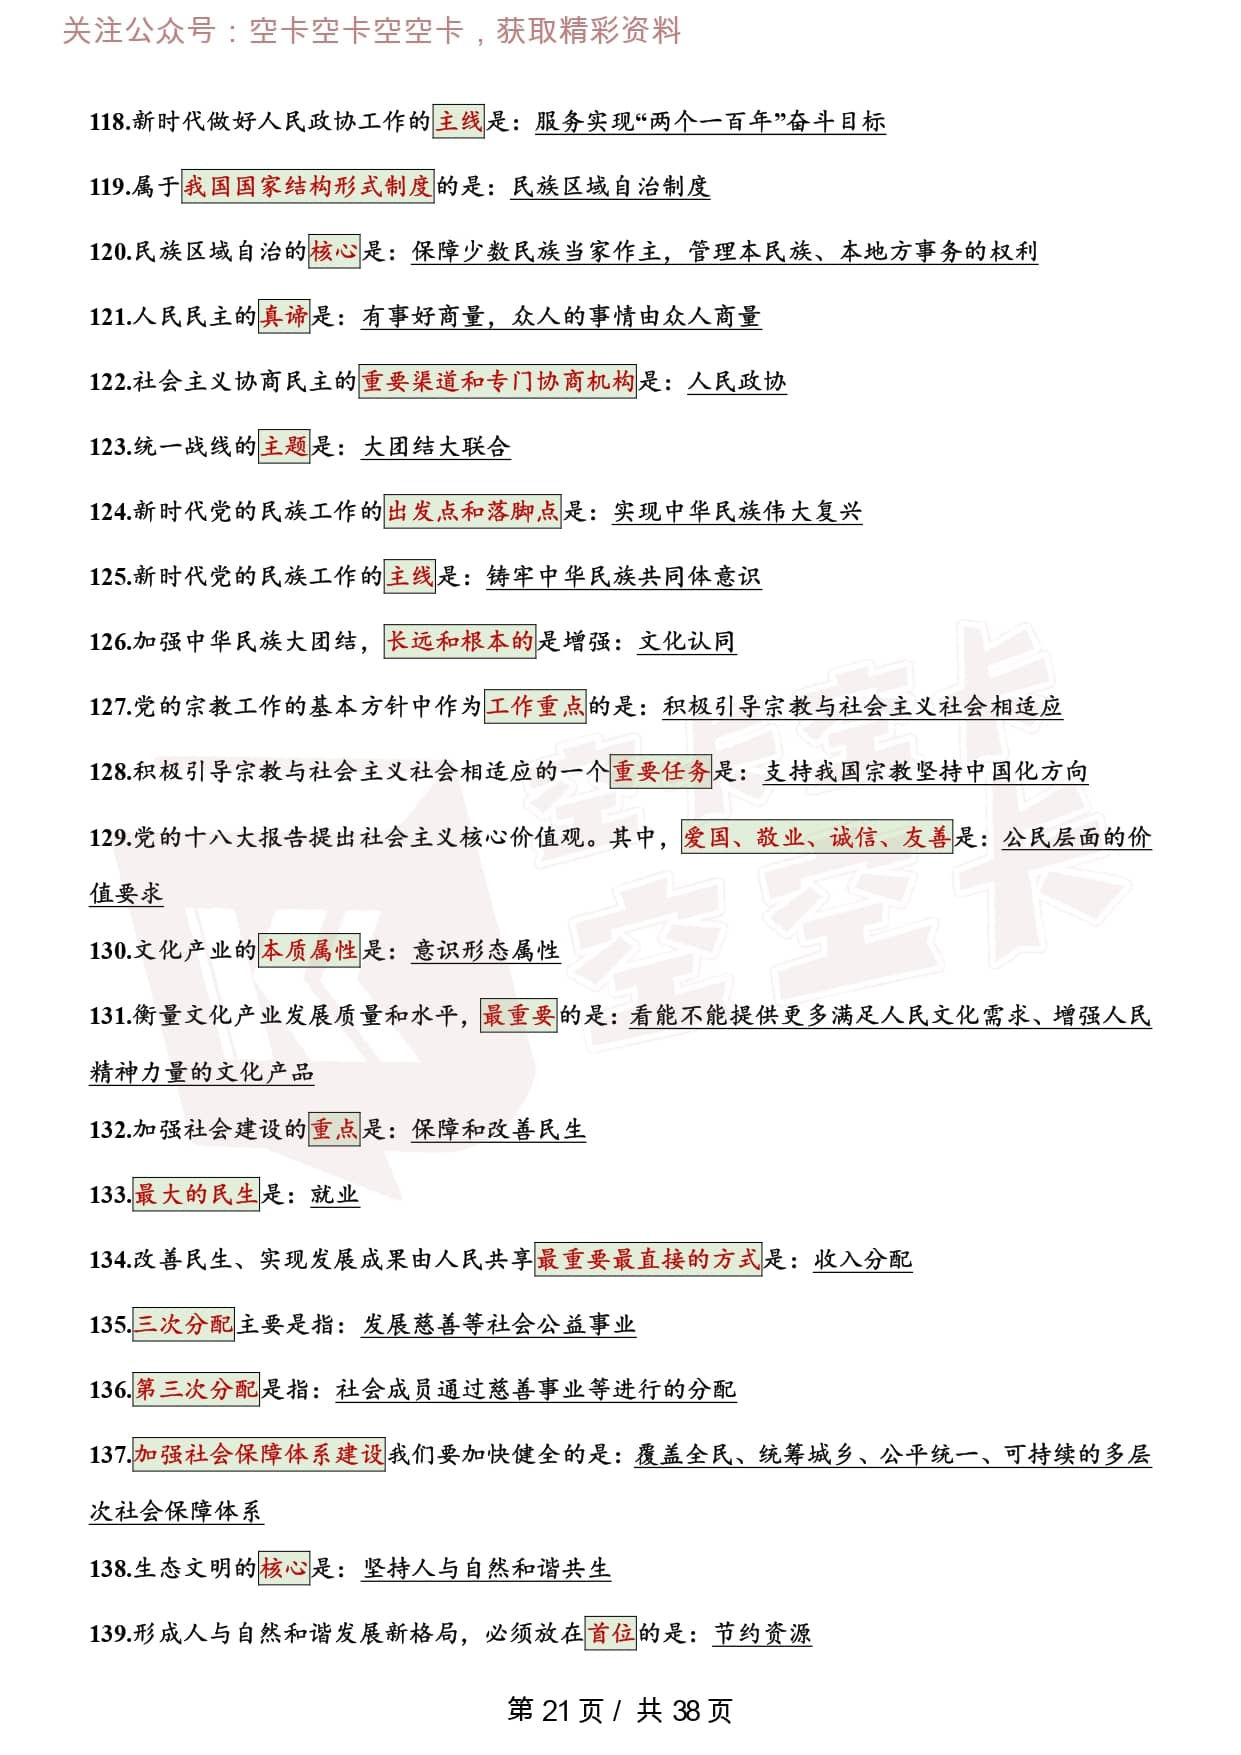 关注公众号：空卡空卡空空卡，获取精彩资料
118.新时代做好人民政协工作的主线是：服务实现“两个一百年”奋斗目标
119.属于我国国家结构形式制度的是：民族区域自治制度
120.民族区域自治的核心是：保障少数民族当家作主，管理本民族、本地方事务的权利
121.人民民主的真谛是：有事好商量，众人的事情由众人商量
122.社会主义协商民主的重要渠道和专门协商机构是：人民政协
123.统一战线的主题是：大团结大联合
124.新时代党的民族工作的出发点和落脚点是：实现中华民族伟大复兴
125.新时代党的民族工作的主线是：铸牢中华民族共同体意识
126.加强中华民族大团结，长远和根本的是增强：文化认同
127.党的宗教工作的基本方针中作为工作重点的是：积极引导宗教与社会主义社会相适应
128.积极引导宗教与社会主义社会相适应的一个重要任务是：支持我国宗教坚持中国化方向
129.党的十八大报告提出社会主义核心价值观。其中，爱国、敬业、诚信、友善是：公民层面的价
值要求
130.文化产业的本质属性是：意识形态属性
131.衡量文化产业发展质量和水平，最重要的是：看能不能提供更多满足人民文化需求、增强人民
精神力量的文化产品
132.加强社会建设的重点是：保障和改善民生
133.最大的民生是：就业
134.改善民生、实现发展成果由人民共享最重要最直接的方式是：收入分配
135.三次分配主要是指：发展慈善等社会公益事业
136.第三次分配是指：社会成员通过慈善事业等进行的分配
137.加强社会保障体系建设我们要加快健全的是：覆盖全民、统筹城乡、公平统一、可持续的多层
次社会保障体系
138.生态文明的核心是：坚持人与自然和谐共生
139.形成人与自然和谐发展新格局，必须放在首位的是：节约资源
空卡空卡
空空卡
第 21 页 / 共 38 页